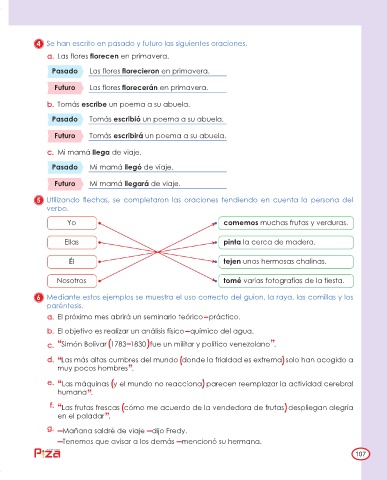 4 Se han escrito en pasado y futuro las siguientes oraciones.
a. Las flores florecen en primavera.
Pasado Las flores florecieron en primavera.
Futuro Las flores florecerán en primavera.
b. Tomás escribe un poema a su abuela.
Pasado Tomás escribió un poema a su abuela.
Futuro Tomás escribirá un poema a su abuela.
c. Mi mamá llega de viaje.
Pasado Mi mamá llegó de viaje.
Futuro Mi mamá llegará de viaje.
5 Utilizando flechas, se completaron las oraciones tendiendo en cuenta la persona del
verbo.
Yo comemos muchas frutas y verduras.
Ellas pinta la cerca de madera.
Él tejen unas hermosas chalinas.
Nosotros tomé varias fotografías de la fiesta.
6 Mediante estos ejemplos se muestra el uso correcto del guion, la raya, las comillas y los
paréntesis.
a. El próximo mes abrirá un seminario teórico–práctico.
b. El objetivo es realizar un análisis físico–químico del agua.
c. “Simón Bolívar (1783–1830)fue un militar y político venezolano”.
d. “Las más altas cumbres del mundo (donde la frialdad es extrema) solo han acogido a
muy pocos hombres”.
e. “Las máquinas (y el mundo no reacciona) parecen reemplazar la actividad cerebral
humana”.
f. “Las frutas frescas (cómo me acuerdo de la vendedora de frutas) despliegan alegría
en el paladar”.
g. —Mañana saldré de viaje —dijo Fredy.
—Tenemos que avisar a los demás —mencionó su hermana.
Piza 107